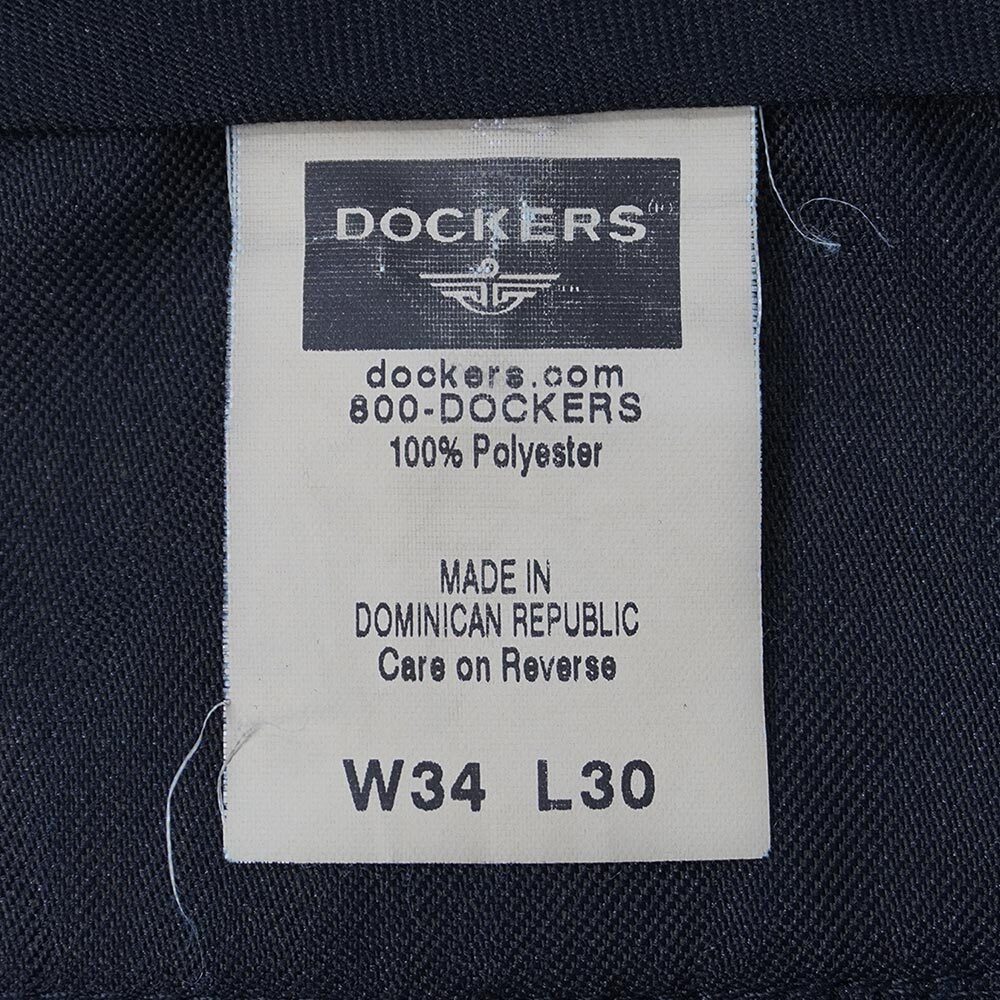 DOCKERS®
dockers.com
800-DOCKERS
100% Polyester
MADE IN
DOMINICAN REPUBLIC
Care on Reverse
W34 L30